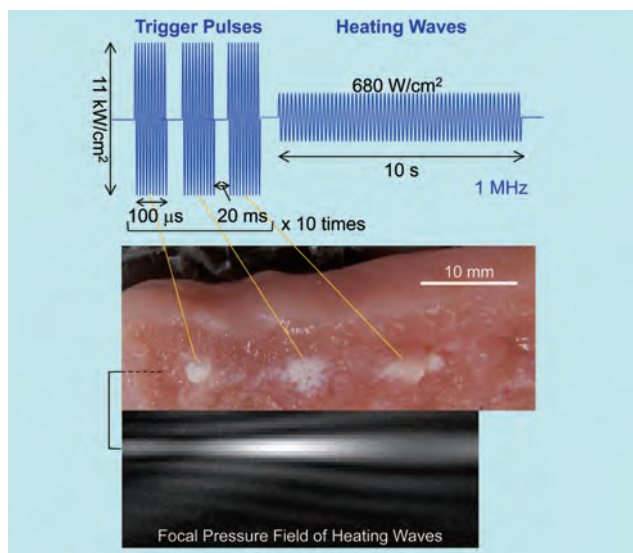 Trigger Pulses
Heating Waves
11 kW/cm²
680 W/cm²
10 s
1 MHz
100 μs
20 ms
x 10 times
10 mm
Focal Pressure Field of Heating Waves